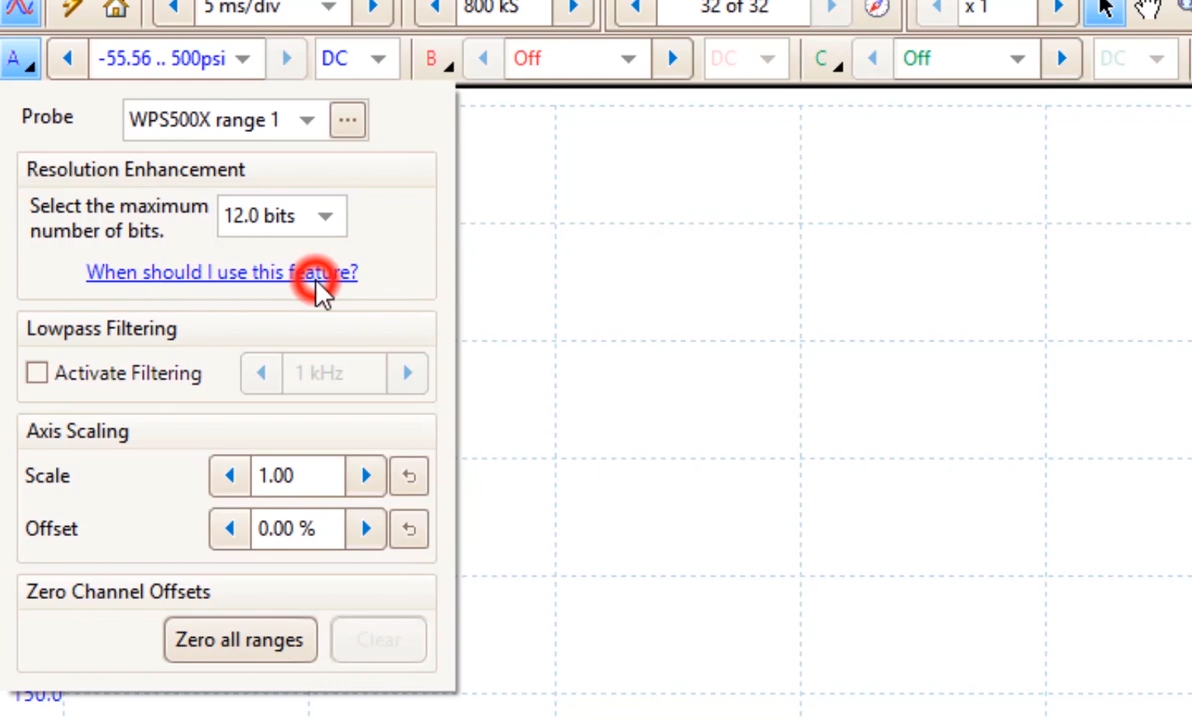 5 ms/div 800 kS 32 of 32 x 1
A -55.56 .. 500psi DC B Off DC C Off DC
Probe WPS500X range 1 ...
Resolution Enhancement
Select the maximum
number of bits.
12.0 bits
When should I use this feature?
Lowpass Filtering
Activate Filtering 1 kHz
Axis Scaling
Scale 1.00
Offset 0.00 %
Zero Channel Offsets
Zero all ranges Clear
150.0